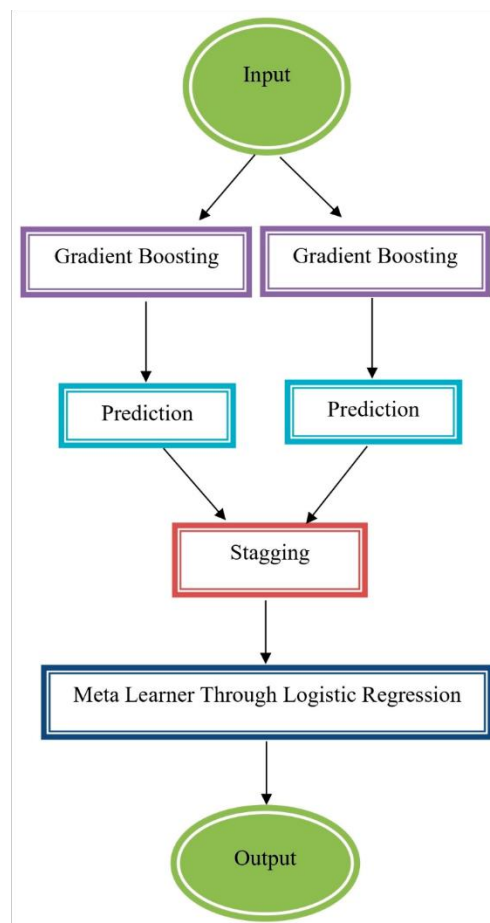 Input
Gradient Boosting
Gradient Boosting
Prediction
Prediction
Stagging
Meta Learner Through Logistic Regression
Output